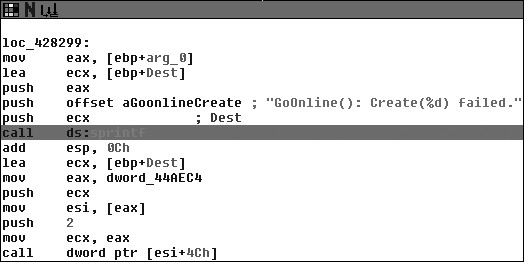 loc_428299:
mov eax, [ebp+arg_0]
lea ecx, [ebp+Dest]
push eax
push offset aGoonlineCreate ; "GoOnline(): Create(%d) failed."
push ecx ; Dest
call ds:sprintf
add esp, 0Ch
lea ecx, [ebp+Dest]
mov eax, dword_44AEC4
push ecx
mov esi, [eax]
push 2
mov ecx, eax
call dword ptr [esi+4Ch]